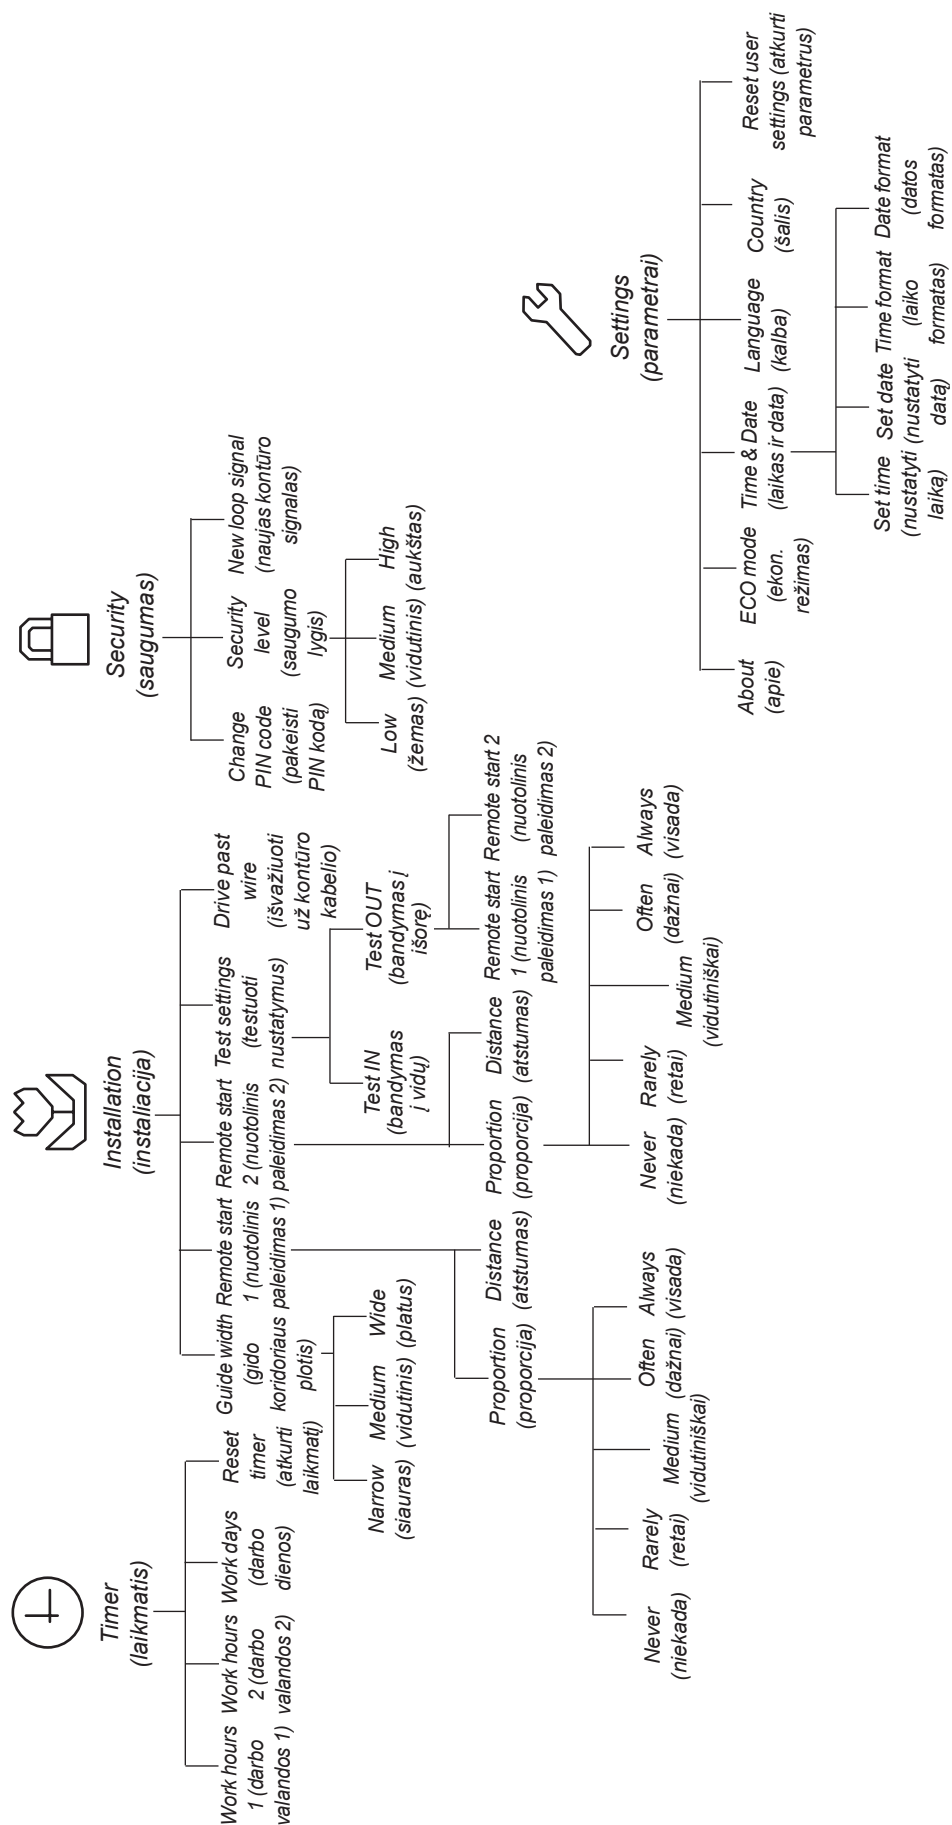 Timer
(laikmatis)
Work hours
1 (darbo
valandos 1)
Work hours
2 (darbo
valandos 2)
Work days
(darbo
dienos)
Reset
timer
(atkurti
laikmatį)
Installation
(instaliacija)
Guide width
(gido
koridoriaus
plotis)
Remote start
1 (nuotolinis
paleidimas 1)
Remote start
2 (nuotolinis
paleidimas 2)
Test settings
(testuoti
nustatymus)
Drive past
wire
(išvažiuoti
už kontūro
kabelio)
Narrow
(siauras)
Medium
(vidutinis)
Wide
(platus)
Test IN
(bandymas
į vidų)
Test OUT
(bandymas į
išorę)
Proportion
(proporcija)
Distance
(atstumas)
Proportion
(proporcija)
Distance
(atstumas)
Remote start
1 (nuotolinis
paleidimas 1)
Remote start 2
(nuotolinis
paleidimas 2)
Never
(niekada)
Rarely
(retai)
Medium
(vidutiniškai)
Often
(dažnai)
Always
(visada)
Never
(niekada)
Rarely
(retai)
Medium
(vidutiniškai)
Often
(dažnai)
Always
(visada)
Security
(saugumas)
Change
PIN code
(pakeisti
PIN kodą)
Security
level
(saugumo
lygis)
New loop signal
(naujas kontūro
signalas)
Low
(žemas)
Medium
(vidutinis)
High
(aukštas)
Settings
(parametrai)
About
(apie)
ECO mode
(ekon.
režimas)
Time & Date
(laikas ir data)
Language
(kalba)
Country
(šalis)
Reset user
settings (atkurti
parametrus)
Set time
(nustatyti
laiką)
Set date
(nustatyti
datą)
Time format
(laiko
formatas)
Date format
(datos
formatas)